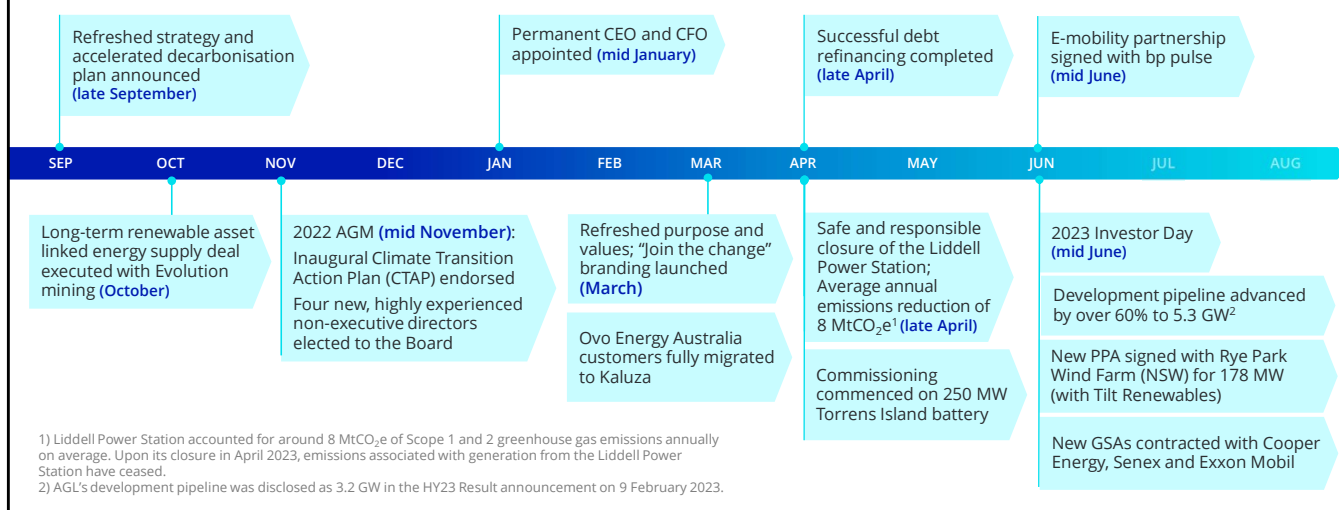 Refreshed strategy and
accelerated decarbonisation
plan announced
(late September)
Permanent CEO and CFO
appointed (mid January)
Successful debt
refinancing completed
(late April)
E-mobility partnership
signed with bp pulse
(mid June)
SEP OCT NOV DEC JAN FEB MAR APR MAY JUN JUL AUG
Long-term renewable asset
linked energy supply deal
executed with Evolution
mining (October)
2022 AGM (mid November):
Inaugural Climate Transition
Action Plan (CTAP) endorsed
Four new, highly experienced
non-executive directors
elected to the Board
Refreshed purpose and
values; “Join the change”
branding launched
(March)
Ovo Energy Australia
customers fully migrated
to Kaluza
Safe and responsible
closure of the Liddell
Power Station;
Average annual
emissions reduction of
8 MtCO₂e¹ (late April)
Commissioning
commenced on 250 MW
Torrens Island battery
2023 Investor Day
(mid June)
Development pipeline advanced
by over 60% to 5.3 GW²
New PPA signed with Rye Park
Wind Farm (NSW) for 178 MW
(with Tilt Renewables)
New GSAs contracted with Cooper
Energy, Senex and Exxon Mobil
1) Liddell Power Station accounted for around 8 MtCO₂e of Scope 1 and 2 greenhouse gas emissions annually
on average. Upon its closure in April 2023, emissions associated with generation from the Liddell Power
Station have ceased.
2) AGL’s development pipeline was disclosed as 3.2 GW in the HY23 Result announcement on 9 February 2023.